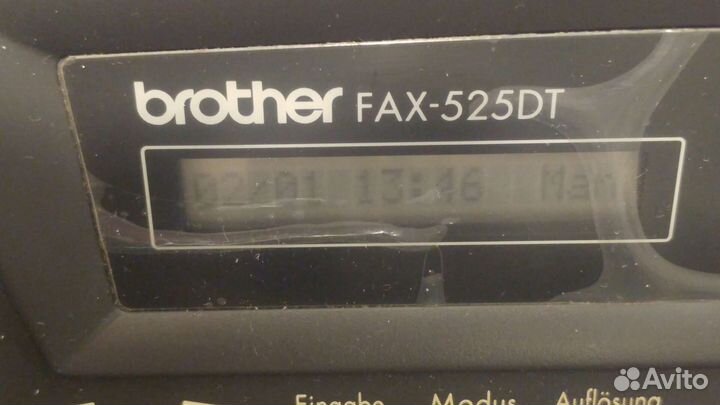 brother FAX-525DT
02/01 13:46 Man
Eingabe Modus Auflösung
Avito